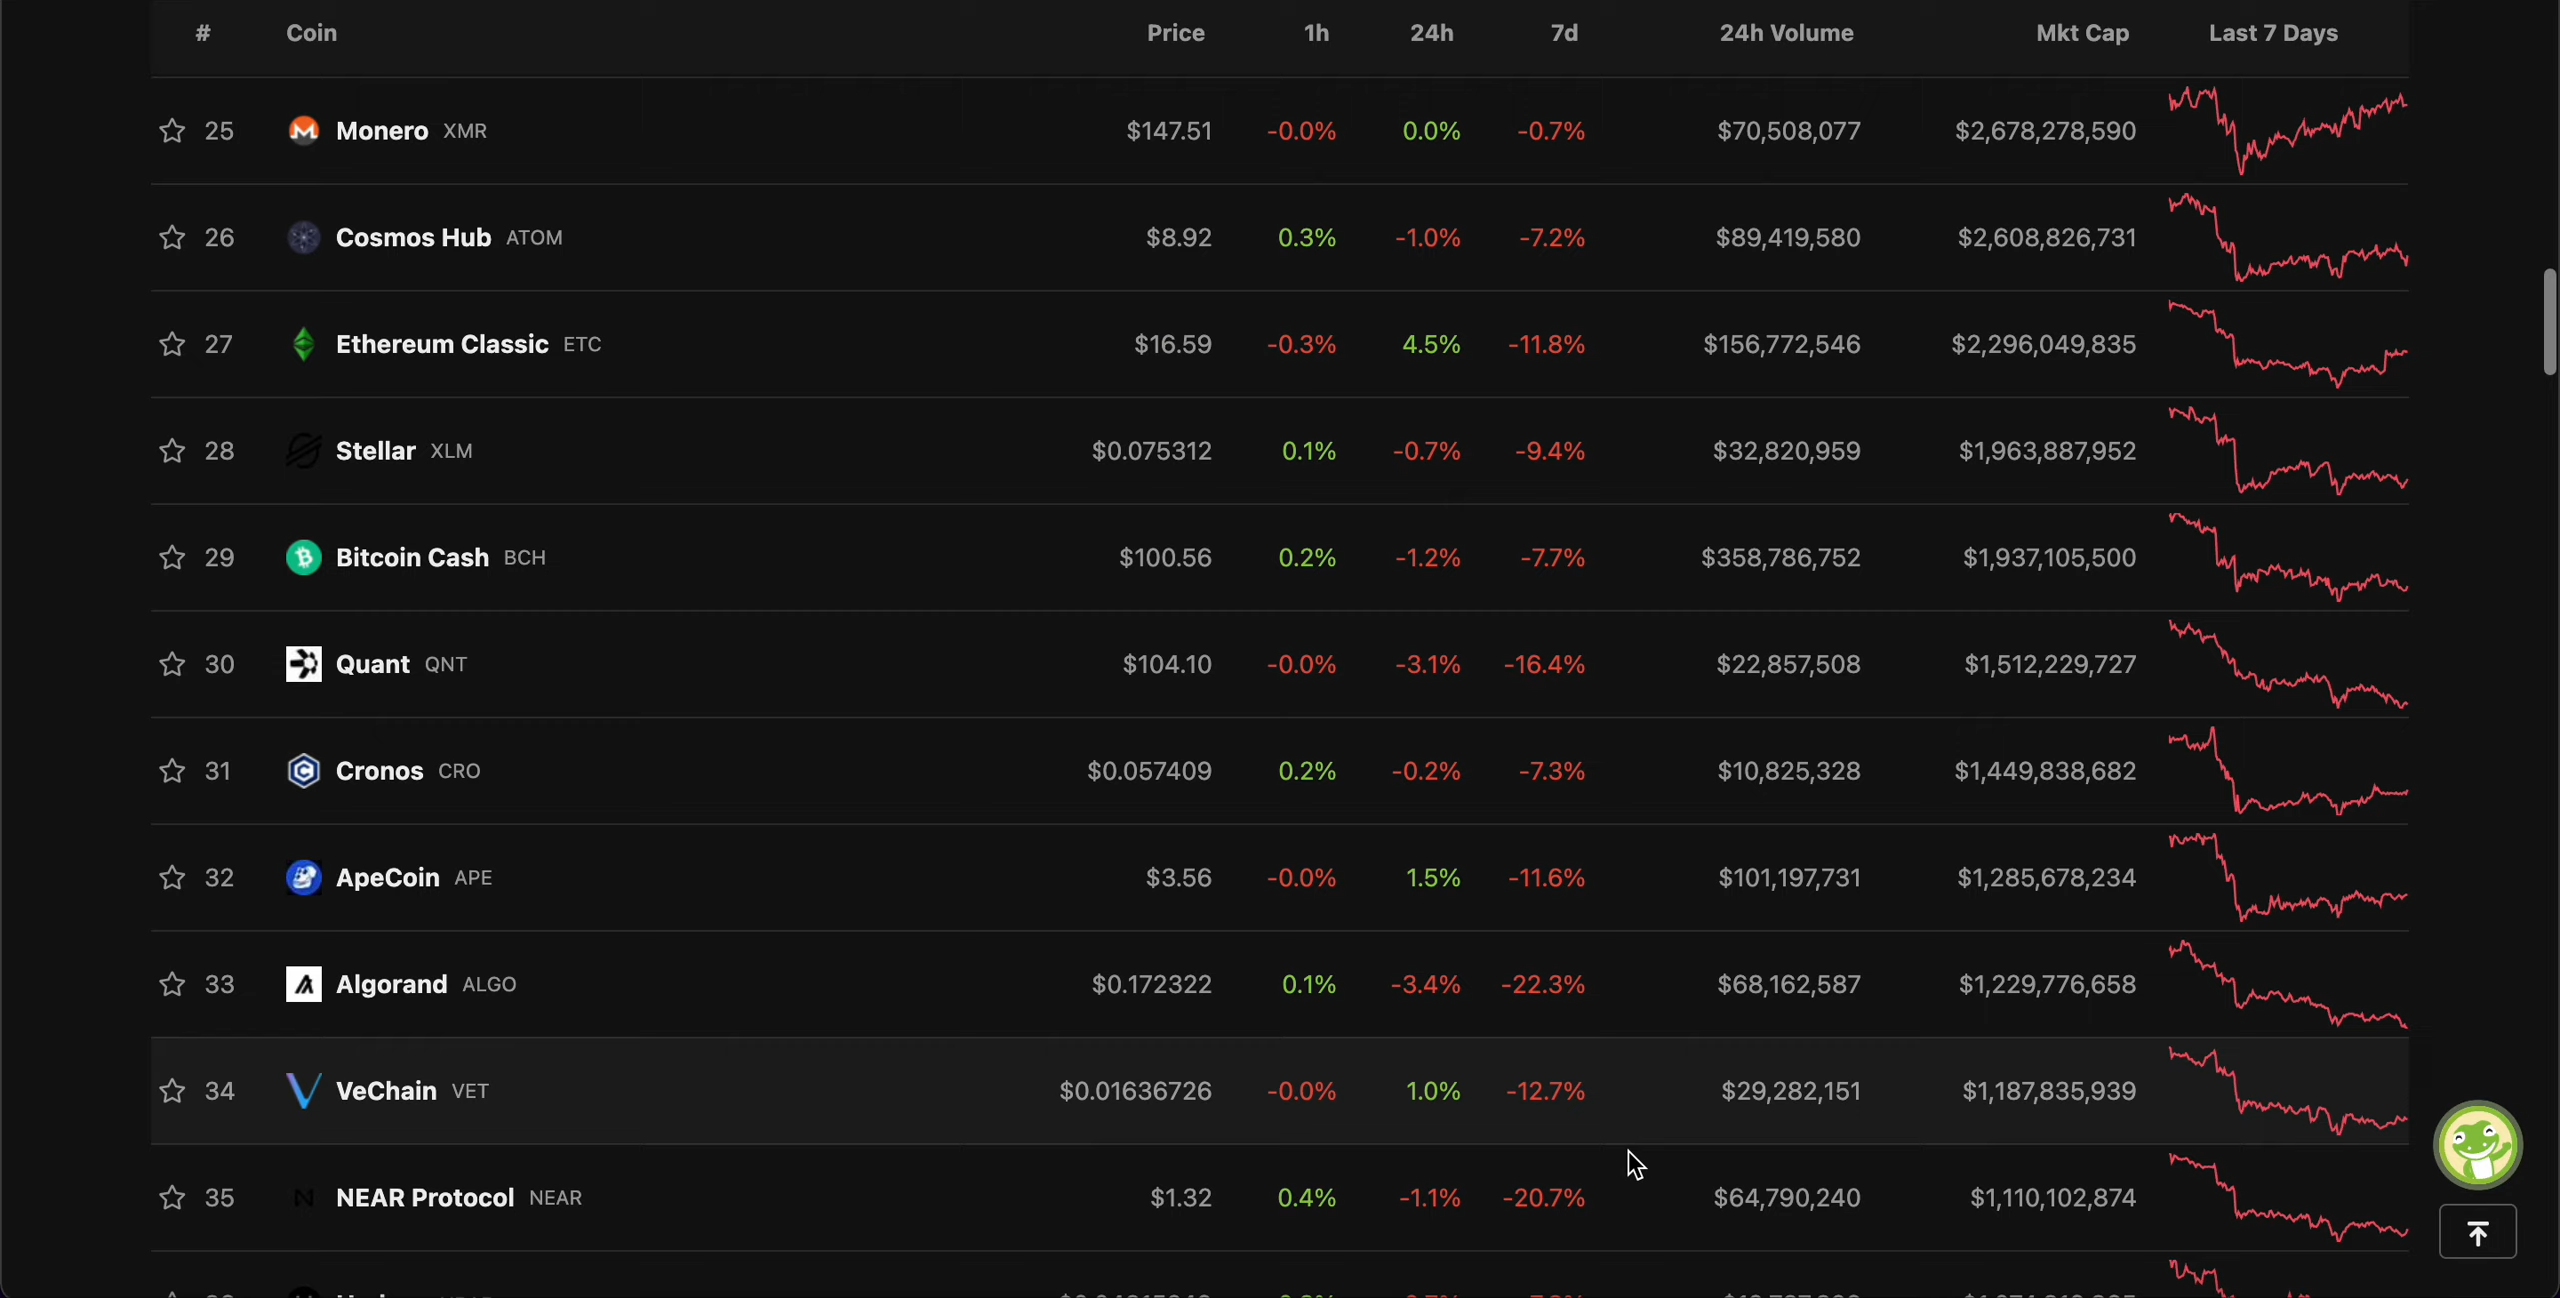 # Coin Price 1h 24h 7d 24h Volume Mkt Cap Last 7 Days
25 Monero XMR $147.51 -0.0% 0.0% -0.7% $70,508,077 $2,678,278,590
26 Cosmos Hub ATOM $8.92 0.3% -1.0% -7.2% $89,419,580 $2,608,826,731
27 Ethereum Classic ETC $16.59 -0.3% 4.5% -11.8% $156,772,546 $2,296,049,835
28 Stellar XLM $0.075312 0.1% -0.7% -9.4% $32,820,959 $1,963,887,952
29 Bitcoin Cash BCH $100.56 0.2% -1.2% -7.7% $358,786,752 $1,937,105,500
30 Quant QNT $104.10 -0.0% -3.1% -16.4% $22,857,508 $1,512,229,727
31 Cronos CRO $0.057409 0.2% -0.2% -7.3% $10,825,328 $1,449,838,682
32 ApeCoin APE $3.56 -0.0% 1.5% -11.6% $101,197,731 $1,285,678,234
33 Algorand ALGO $0.172322 0.1% -3.4% -22.3% $68,162,587 $1,229,776,658
34 VeChain VET $0.01636726 -0.0% 1.0% -12.7% $29,282,151 $1,187,835,939
35 NEAR Protocol NEAR $1.32 0.4% -1.1% -20.7% $64,790,240 $1,110,102,874